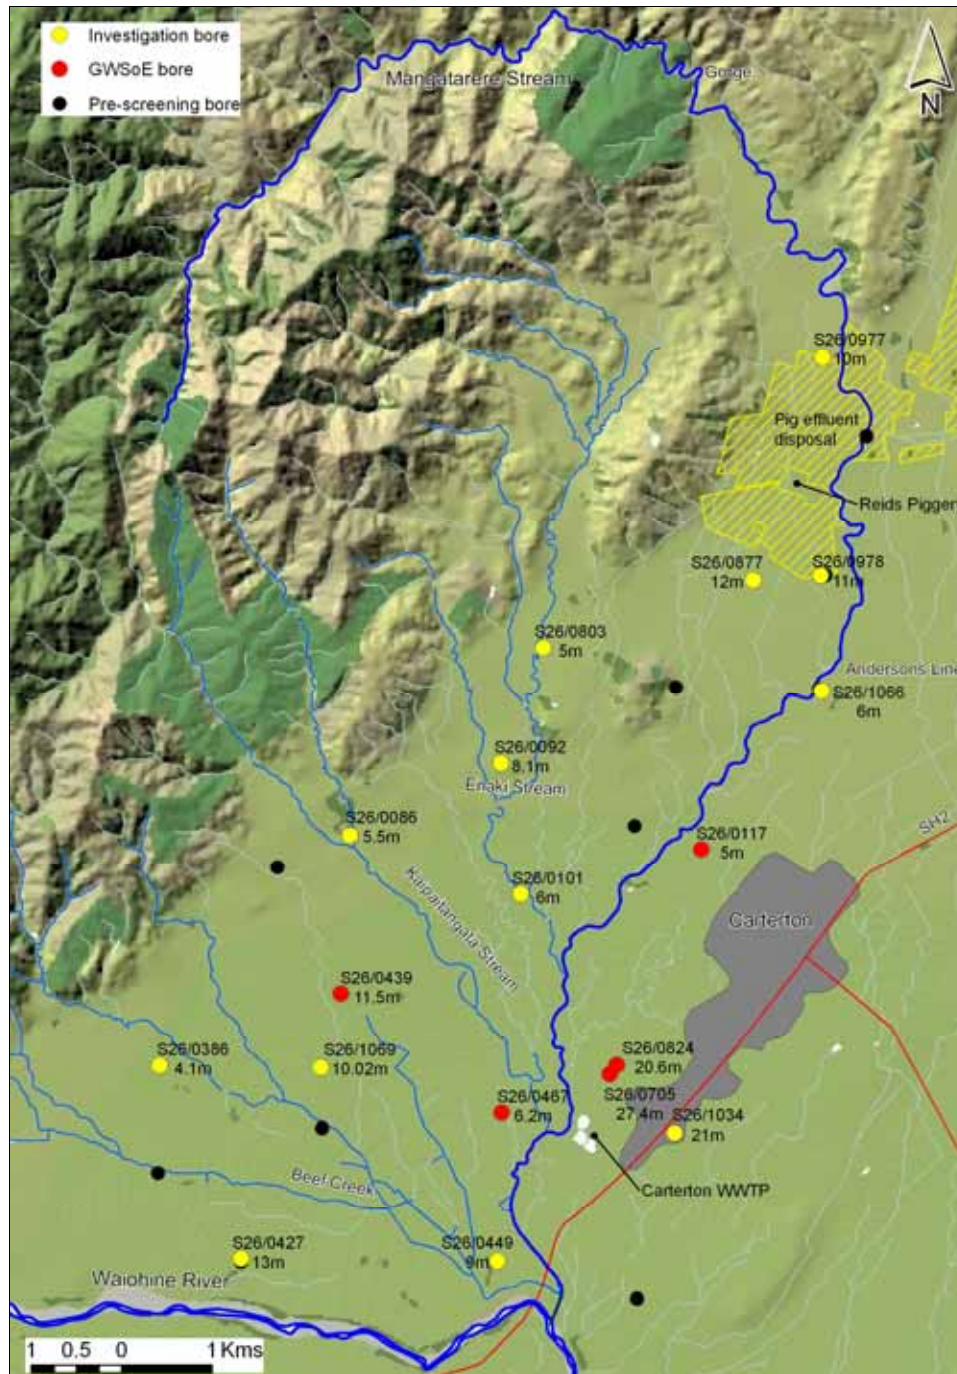 Investigation bore
GWSoE bore
Pre-screening bore
Mangatarere Stream
Gorge
N
S26/0977
10m
Pig effluent
disposal
Reids Piggery
S26/0877
12m
S26/0978
11m
S26/0803
5m
Andersons Line
S26/1066
6m
S26/0092
8.1m
Enaki Stream
S26/0086
5.5m
S26/0117
5m
SH2
S26/0101
6m
Kaipaitangata Stream
Carterton
S26/0439
11.5m
S26/0386
4.1m
S26/1069
10.02m
S26/0824
20.6m
S26/0467
6.2m
S26/0705
27.4m
S26/1034
21m
Beef Creek
Carterton WWTP
S26/0427
13m
S26/0449
9m
Waiohine River
1 0.5 0 1 Kms